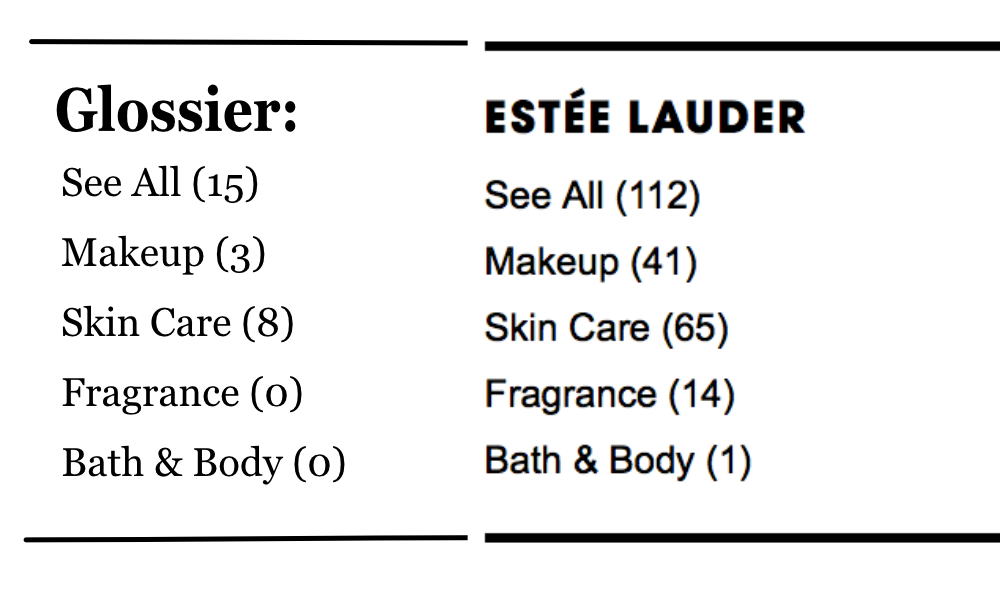 Glossier:
See All (15)
Makeup (3)
Skin Care (8)
Fragrance (0)
Bath & Body (0)
ESTÉE LAUDER
See All (112)
Makeup (41)
Skin Care (65)
Fragrance (14)
Bath & Body (1)